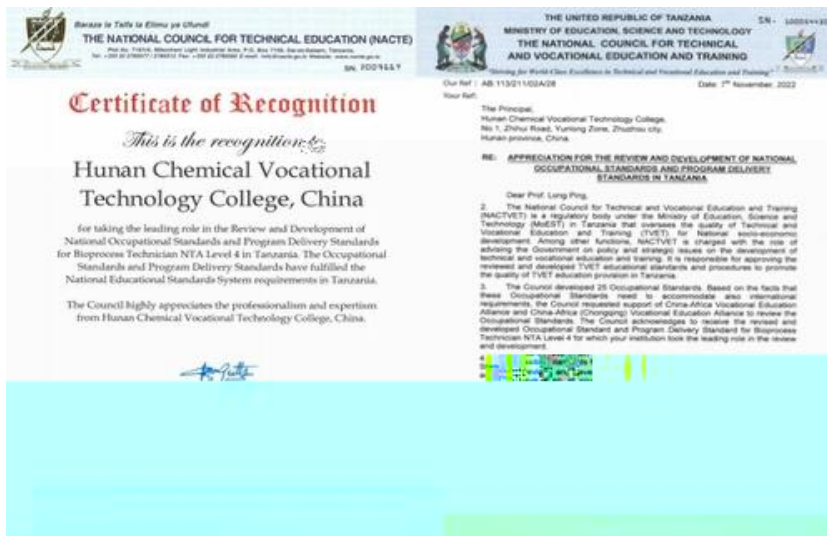 Baraza la Taifa la Elimu ya Ufundi
THE NATIONAL COUNCIL FOR TECHNICAL EDUCATION (NACTE)
Certificate of Recognition
This is the recognition to
Hunan Chemical Vocational
Technology College, China
for taking the leading role in the Review and Development of
National Occupational Standards and Program Delivery Standards
for Bioprocess Technician NTA Level 4 in Tanzania. The Occupational
Standards and Program Delivery Standards have fulfilled the
National Educational Standards System requirements in Tanzania.
The Council highly appreciates the professionalism and expertism
from Hunan Chemical Vocational Technology College, China.
THE UNITED REPUBLIC OF TANZANIA
MINISTRY OF EDUCATION, SCIENCE AND TECHNOLOGY
THE NATIONAL COUNCIL FOR TECHNICAL
AND VOCATIONAL EDUCATION AND TRAINING
"Striving for World-Class Excellence in Technical and Vocational Education and Training"
Our Ref : AB.113/211/02A/28 Date: 7th November, 2022
Your Ref:
The Principal,
Hunan Chemical Vocational Technology College,
No 1, Zhihui Road, Yunlong Zone, Zhuzhou city,
Hunan province, China.
RE: APPRECIATION FOR THE REVIEW AND DEVELOPMENT OF NATIONAL
OCCUPATIONAL STANDARDS AND PROGRAM DELIVERY
STANDARDS IN TANZANIA
Dear Prof. Long Ping,
2. The National Council for Technical and Vocational Education and Training
(NACTVET) is a regulatory body under the Ministry of Education, Science and
Technology (MoEST) in Tanzania that oversees the quality of Technical and
Vocational Education and Training (TVET) for National socio-economic
development. Among other functions, NACTVET is charged with the role of
advising the Government on policy and strategic issues on the development of
technical and vocational education and training. It is responsible for approving the
reviewed and developed TVET educational standards and procedures to promote
the quality of TVET education provision in Tanzania.
3. The Council developed 25 Occupational Standards. Based on the facts that
these Occupational Standards need to accommodate also international
requirements, the Council requested support of China-Africa Vocational Education
Alliance and China-Africa (Chongqing) Vocational Education Alliance to review the
Occupational Standards. The Council acknowledges to receive the revised and
developed Occupational Standard and Program Delivery Standard for Bioprocess
Technician NTA Level 4 for which your institution took the leading role in the review
and development.